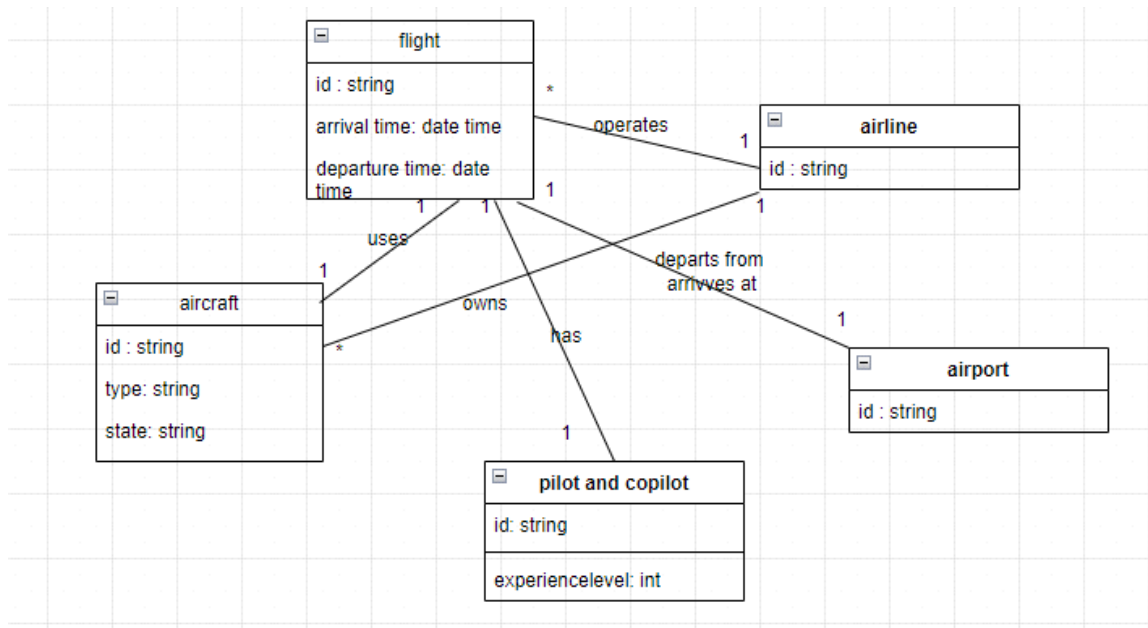 flight
id : string
arrival time: date time
departure time: date
time
*
operates
1
airline
id : string
1
1
1
1
1
uses
1
departs from
arrivves at
owns
*
1
has
1
aircraft
id : string
type: string
state: string
airport
id : string
pilot and copilot
id: string
experiencelevel: int